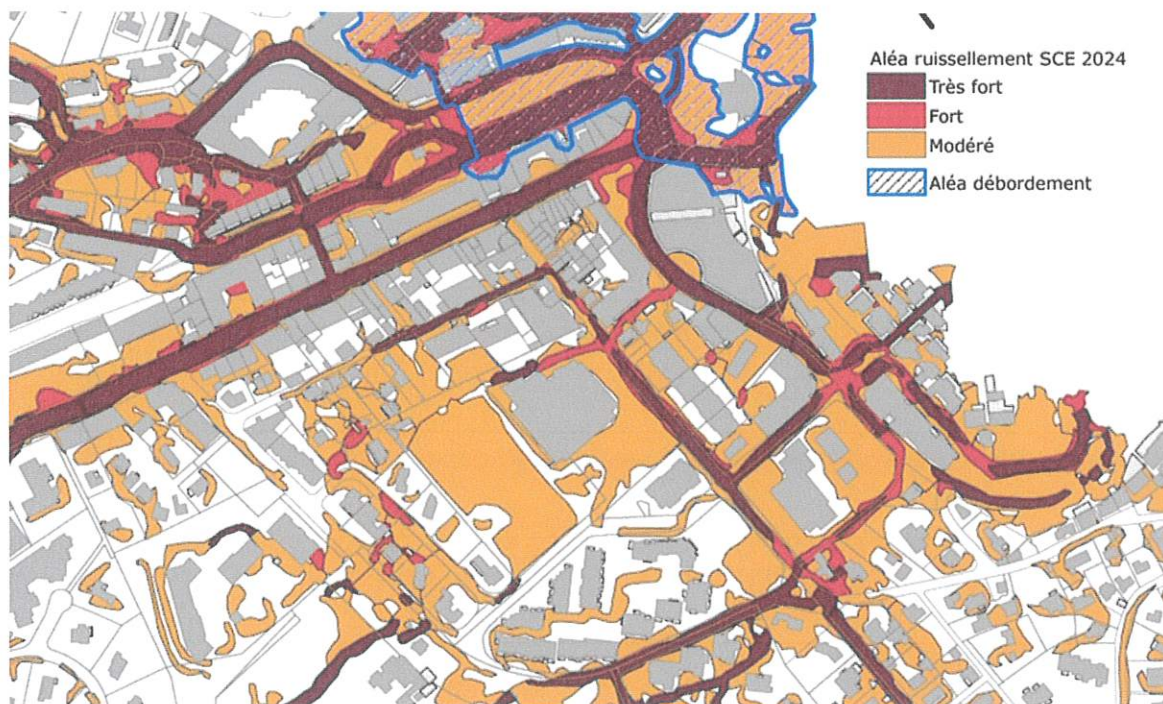 Aléa ruissellement SCE 2024
Très fort
Fort
Modéré
Aléa débordement